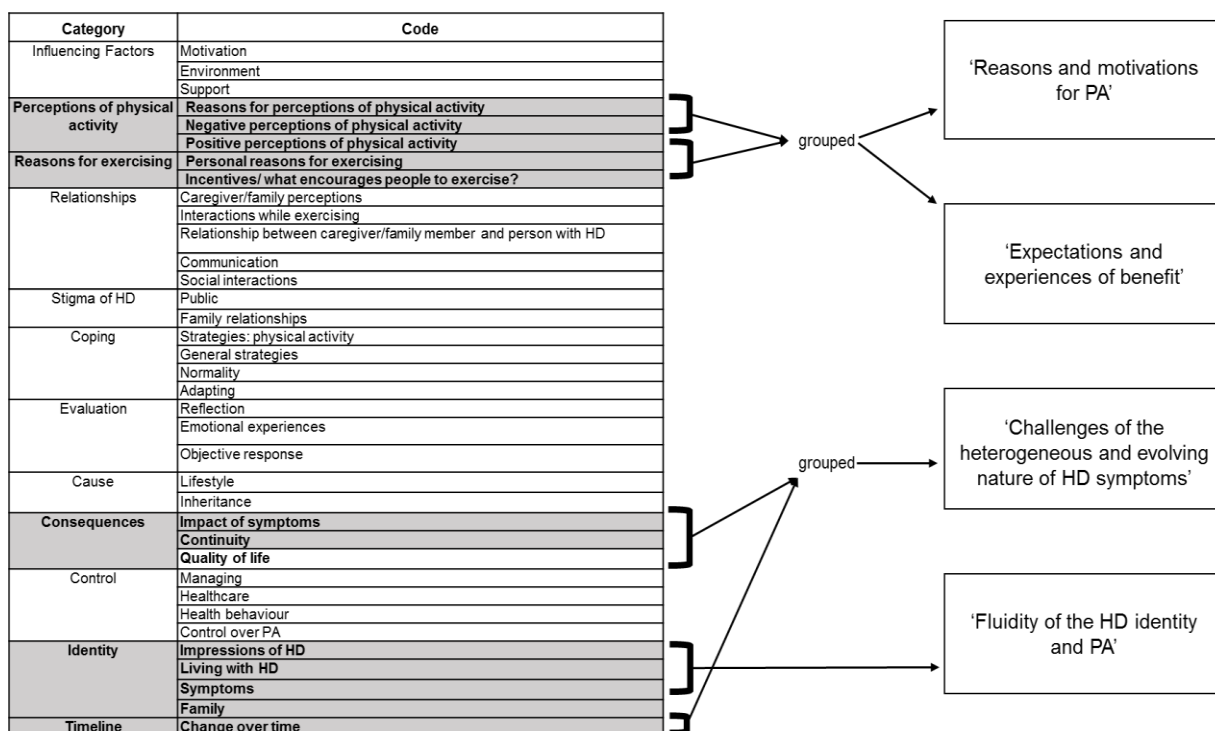 Category Code
Influencing Factors Motivation
Environment
Support
Perceptions of physical activity Reasons for perceptions of physical activity
Negative perceptions of physical activity
Positive perceptions of physical activity
Reasons for exercising Personal reasons for exercising
Incentives/ what encourages people to exercise?
Relationships Caregiver/family perceptions
Interactions while exercising
Relationship between caregiver/family member and person with HD
Communication
Social interactions
Stigma of HD Public
Family relationships
Coping Strategies: physical activity
General strategies
Normality
Adapting
Evaluation Reflection
Emotional experiences
Objective response
Cause Lifestyle
Inheritance
Consequences Impact of symptoms
Continuity
Quality of life
Control Managing
Healthcare
Health behaviour
Control over PA
Identity Impressions of HD
Living with HD
Symptoms
Family
Timeline Change over time
grouped
grouped
‘Reasons and motivations
for PA’
‘Expectations and
experiences of benefit’
‘Challenges of the
heterogeneous and evolving
nature of HD symptoms’
‘Fluidity of the HD identity
and PA’